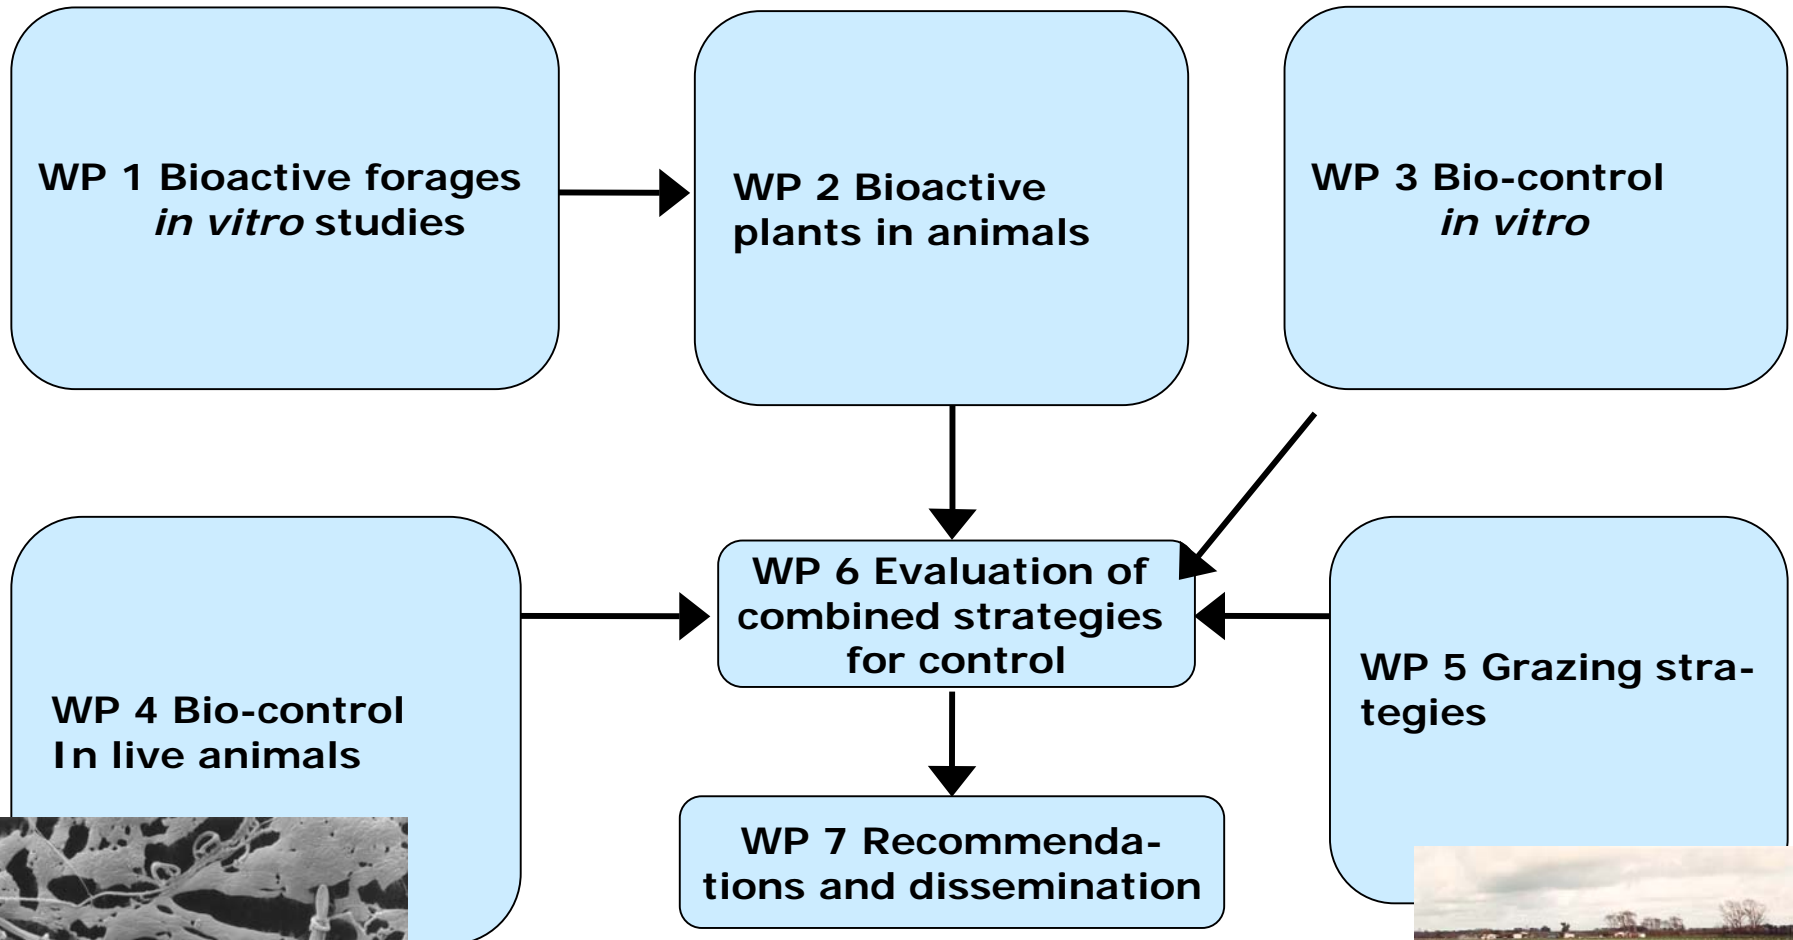 WP 1 Bioactive forages
in vitro studies
WP 2 Bioactive
plants in animals
WP 3 Bio-control
in vitro
WP 4 Bio-control
In live animals
WP 6 Evaluation of
combined strategies
for control
WP 5 Grazing stra-
tegies
WP 7 Recommenda-
tions and dissemination